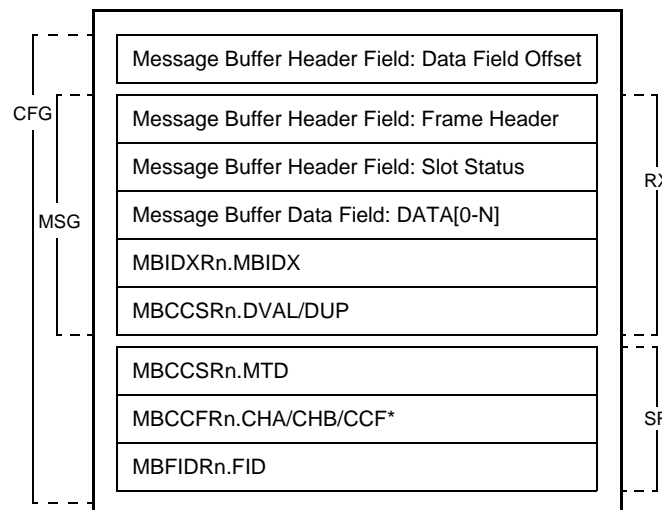 Message Buffer Header Field: Data Field Offset
CFG
Message Buffer Header Field: Frame Header
Message Buffer Header Field: Slot Status
RX
MSG
Message Buffer Data Field: DATA[0-N]
MBIDXRn.MBIDX
MBCCSRn.DVAL/DUP
MBCCSRn.MTD
MBCCFRn.CHA/CHB/CCF*
MBFIDRn.FID